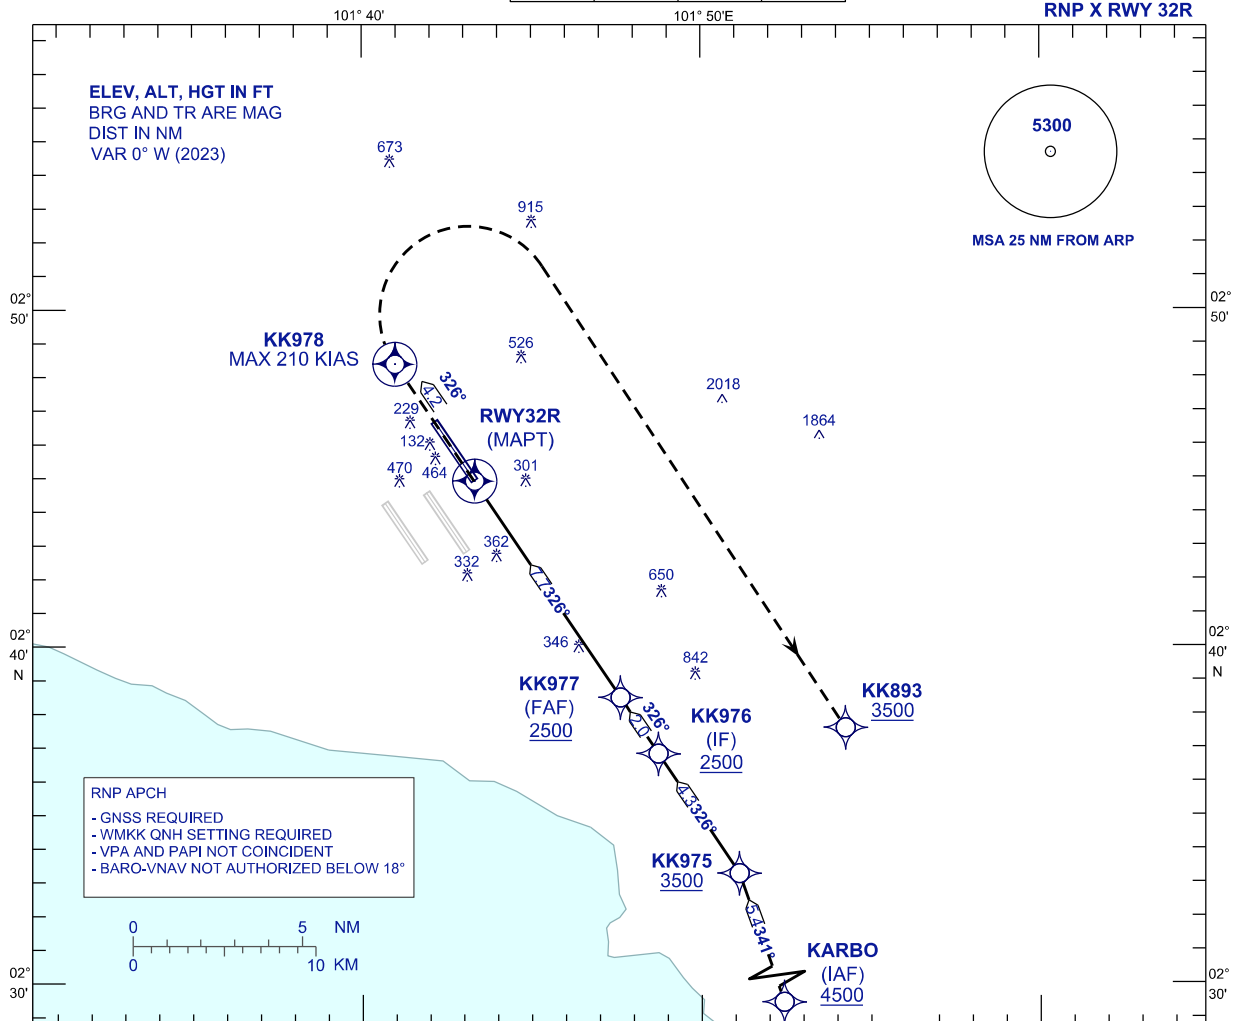 101° 40'
101° 50'E
RNP X RWY 32R
ELEV, ALT, HGT IN FT
BRG AND TR ARE MAG
DIST IN NM
VAR 0° W (2023)
5300
MSA 25 NM FROM ARP
673
915
02°
50'
02°
50'
KK978
MAX 210 KIAS
526
2018
1864
326°
4.2
229
132
464
470
RWY32R
(MAPT)
301
362
332
7.7
326°
650
346
842
02°
40'
N
02°
40'
N
KK977
(FAF)
2500
326°
2.0
KK976
(IF)
2500
KK893
3500
4.3
326°
KK975
3500
5.4
341°
KARBO
(IAF)
4500
RNP APCH
- GNSS REQUIRED
- WMKK QNH SETTING REQUIRED
- VPA AND PAPI NOT COINCIDENT
- BARO-VNAV NOT AUTHORIZED BELOW 18°
0 5 NM
0 10 KM
02°
30'
02°
30'